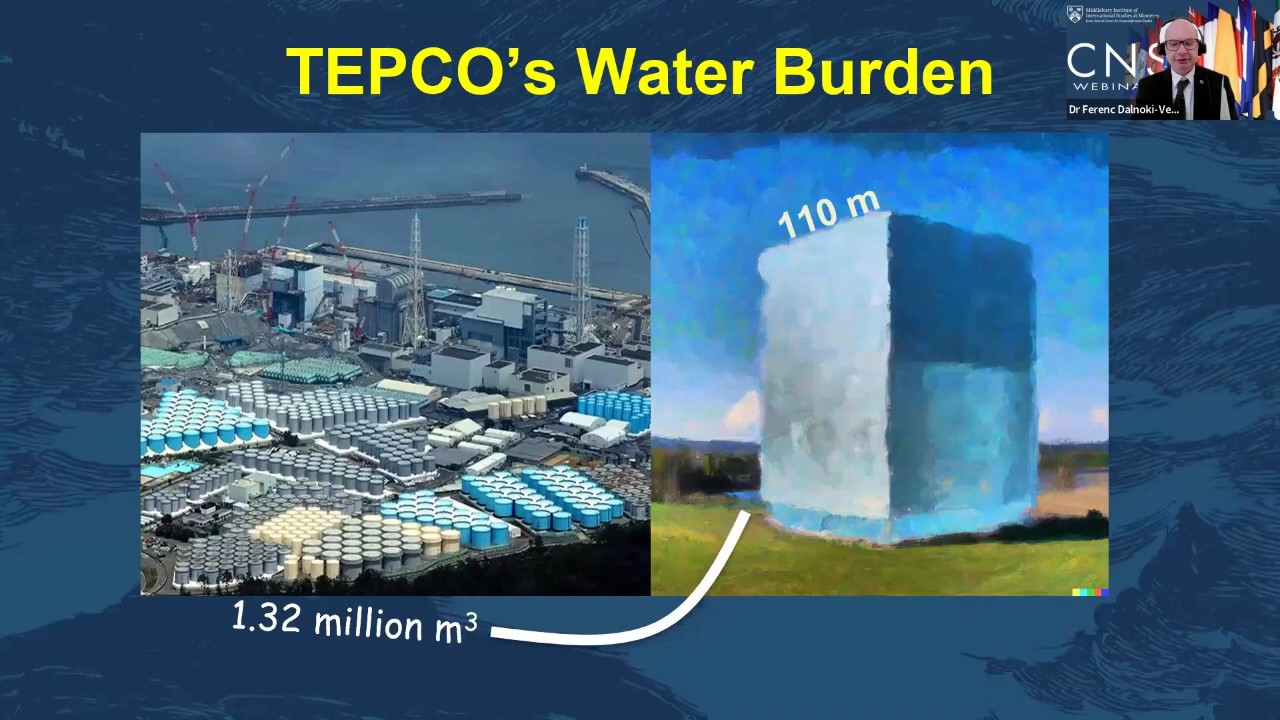 TEPCO's Water Burden
Middlebury Institute of
International Studies at Monterey
CNS
WEBINA
Dr Ferenc Dalnoki-Ve...
110 m
1.32 million m³